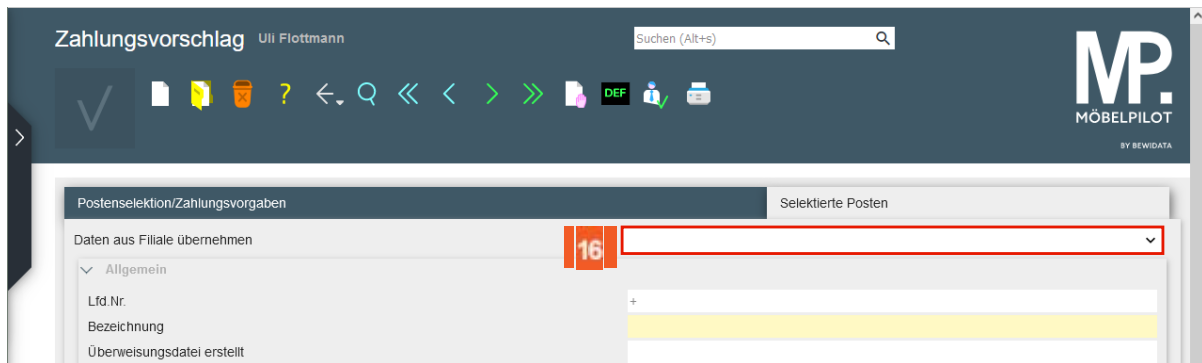 Zahlungsvorschlag Uli Flottmann
Suchen (Alt+s)
MP.
MÖBELPILOT
BY BEWIDATA
? DEF
Postenselektion/Zahlungsvorgaben
Selektierte Posten
Daten aus Filiale übernehmen
16
Allgemein
Lfd.Nr.
+
Bezeichnung
Überweisungsdatei erstellt